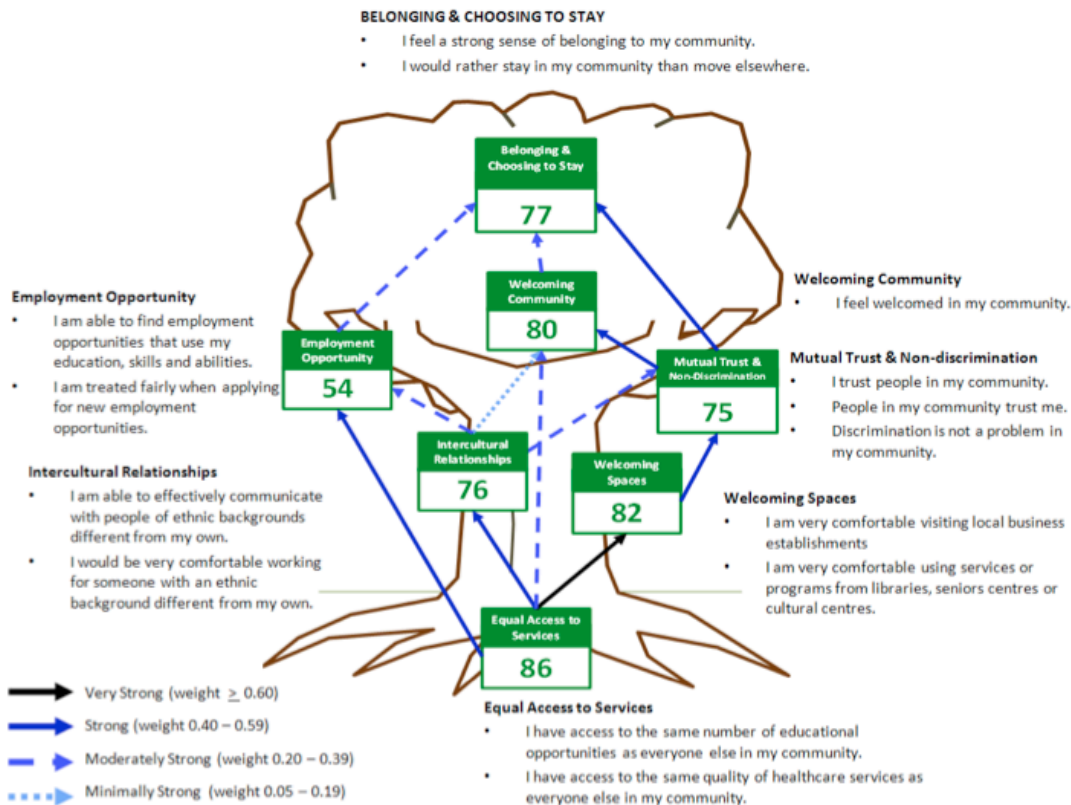 BELONGING & CHOOSING TO STAY
• I feel a strong sense of belonging to my community.
• I would rather stay in my community than move elsewhere.
Belonging &
Choosing to Stay
77
Welcoming
Community
80
Employment
Opportunity
54
Mutual Trust &
Non-Discrimination
75
Intercultural
Relationships
76
Welcoming
Spaces
82
Equal Access to
Services
86
Employment Opportunity
• I am able to find employment
opportunities that use my
education, skills and abilities.
• I am treated fairly when applying
for new employment
opportunities.
Intercultural Relationships
• I am able to effectively communicate
with people of ethnic backgrounds
different from my own.
• I would be very comfortable working
for someone with an ethnic
background different from my own.
Welcoming Community
• I feel welcomed in my community.
Mutual Trust & Non-discrimination
• I trust people in my community.
• People in my community trust me.
• Discrimination is not a problem in
my community.
Welcoming Spaces
• I am very comfortable visiting local business
establishments
• I am very comfortable using services or
programs from libraries, seniors centres or
cultural centres.
Very Strong (weight ≥ 0.60)
Strong (weight 0.40 – 0.59)
Moderately Strong (weight 0.20 – 0.39)
Minimally Strong (weight 0.05 – 0.19)
Equal Access to Services
• I have access to the same number of educational
opportunities as everyone else in my community.
• I have access to the same quality of healthcare services as
everyone else in my community.